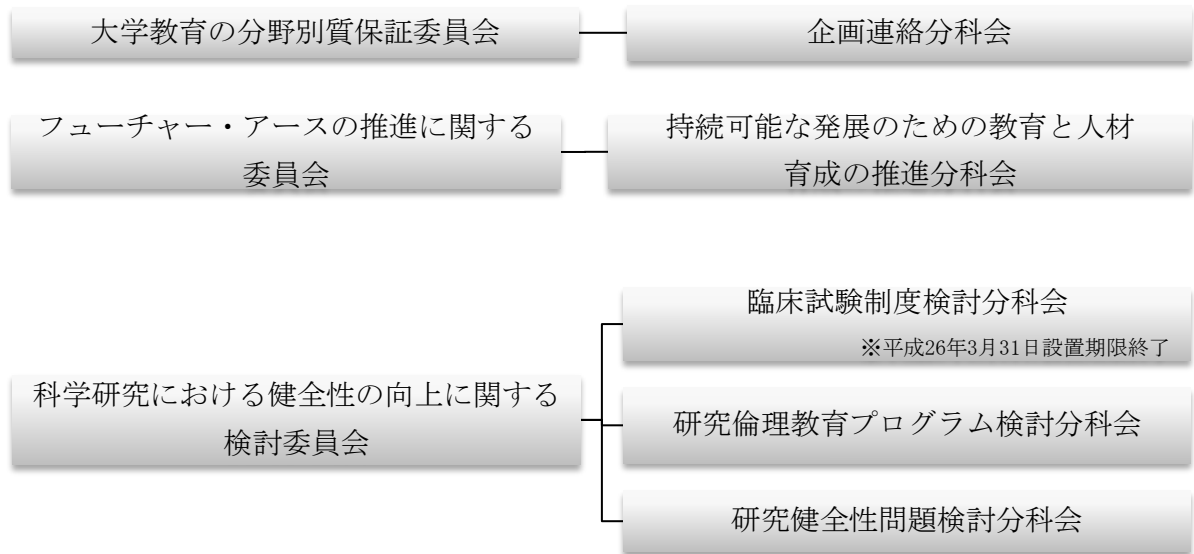 大学教育の分野別質保証委員会
企画連絡分科会
フューチャー・アースの推進に関する
委員会
持続可能な発展のための教育と人材
育成の推進分科会
科学研究における健全性の向上に関する
検討委員会
臨床試験制度検討分科会
※平成26年3月31日設置期限終了
研究倫理教育プログラム検討分科会
研究健全性問題検討分科会